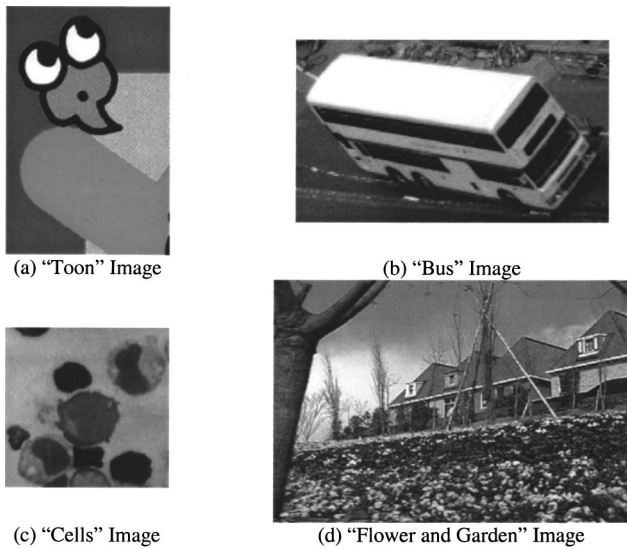 (a) “Toon” Image
(b) “Bus” Image
(c) “Cells” Image
(d) “Flower and Garden” Image